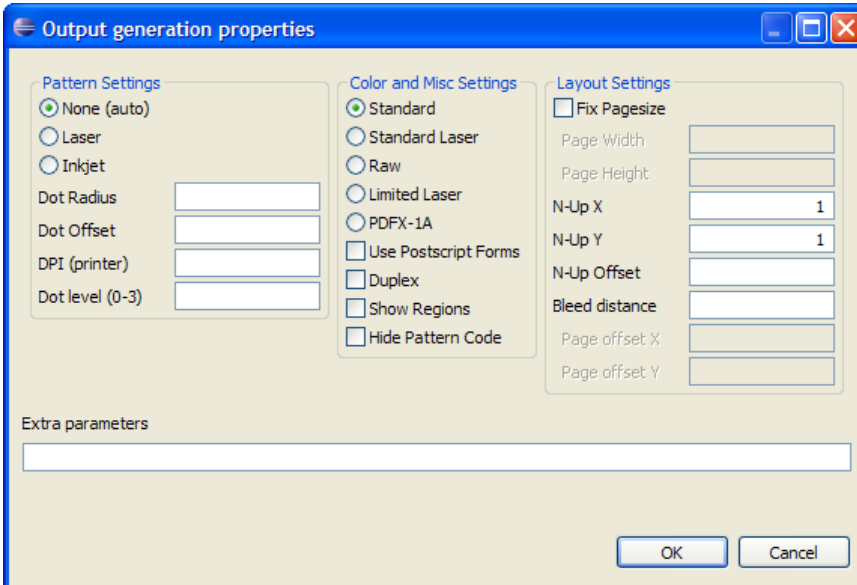 Output generation properties
Pattern Settings
None (auto)
Laser
Inkjet
Dot Radius
Dot Offset
DPI (printer)
Dot level (0-3)
Color and Misc Settings
Standard
Standard Laser
Raw
Limited Laser
PDFX-1A
Use Postscript Forms
Duplex
Show Regions
Hide Pattern Code
Layout Settings
Fix Pagesize
Page Width
Page Height
N-Up X 1
N-Up Y 1
N-Up Offset
Bleed distance
Page offset X
Page offset Y
Extra parameters
OK Cancel